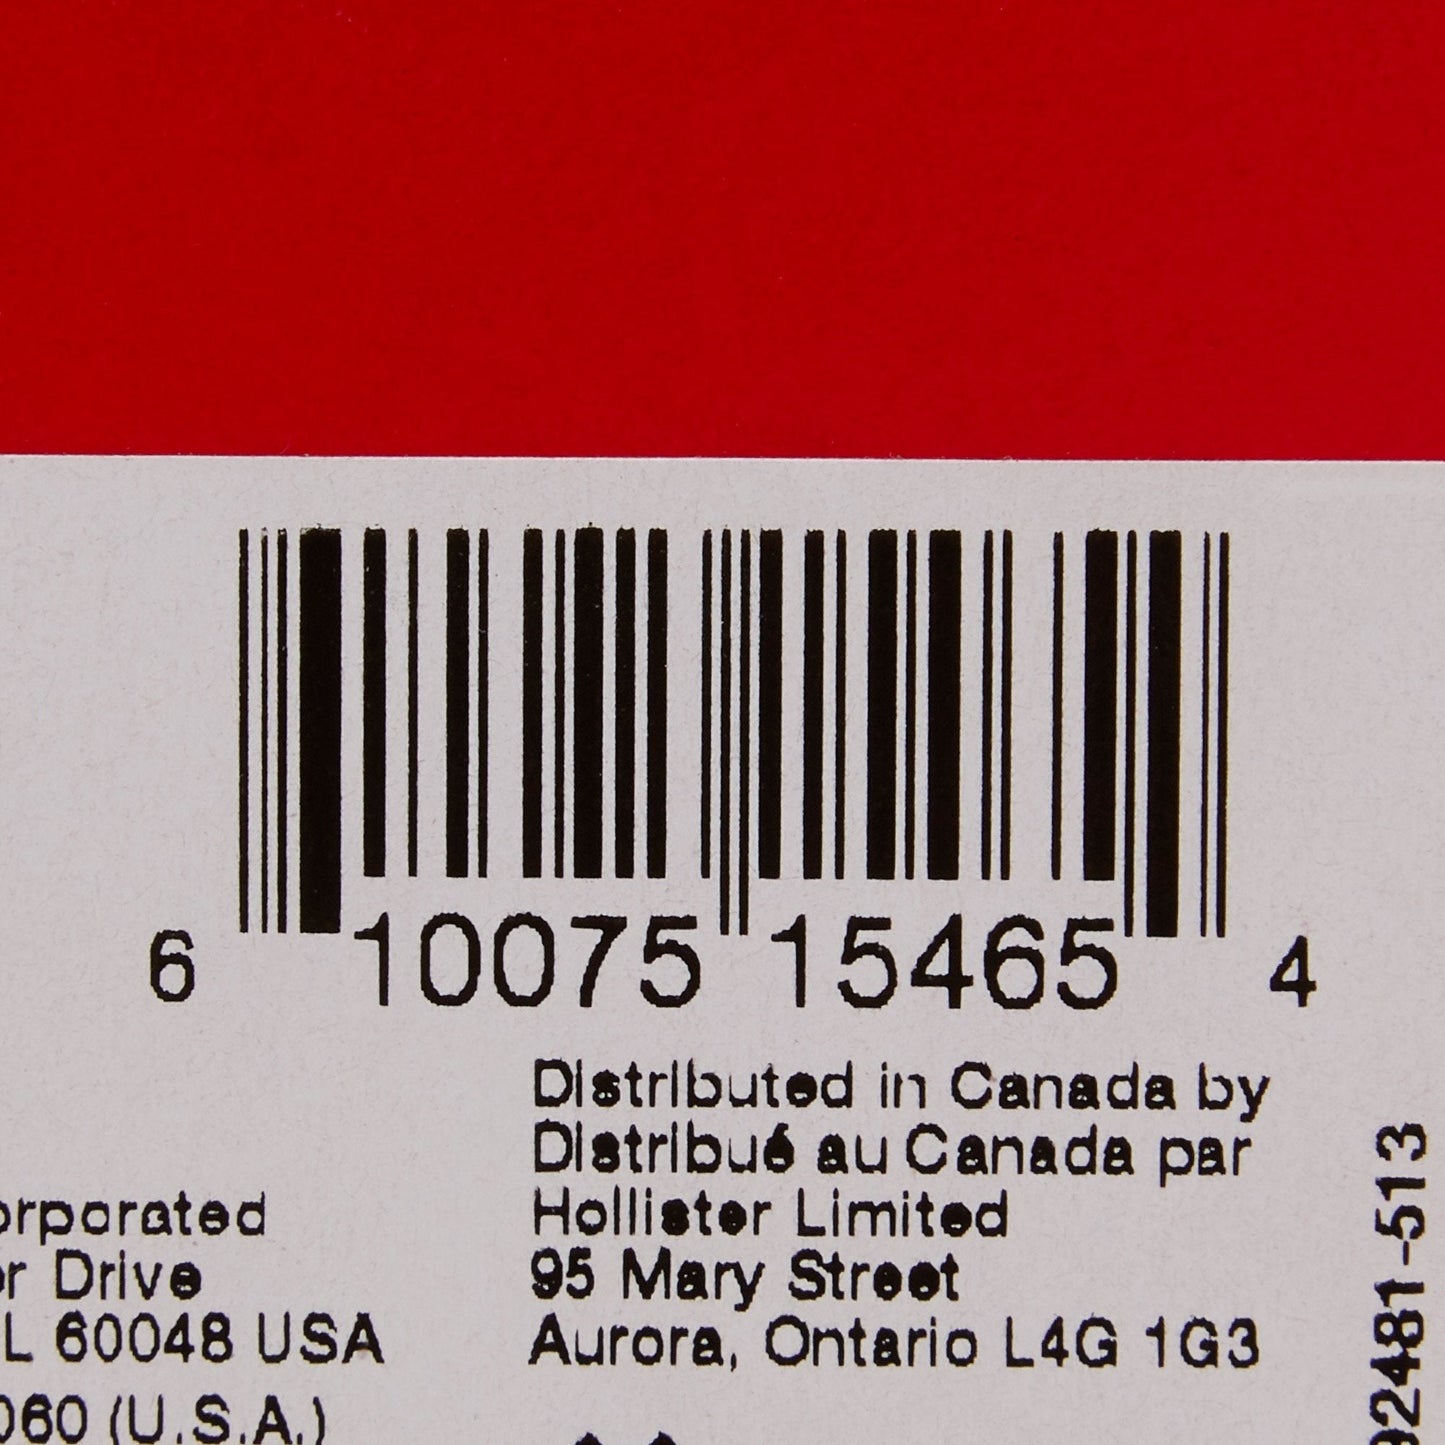 6 10075 15465 4
Distributed in Canada by
Distribué au Canada par
Hollister Limited
95 Mary Street
Aurora, Ontario L4G 1G3
orporated
r Drive
L 60048 USA
060 (U.S.A.)
92481-513